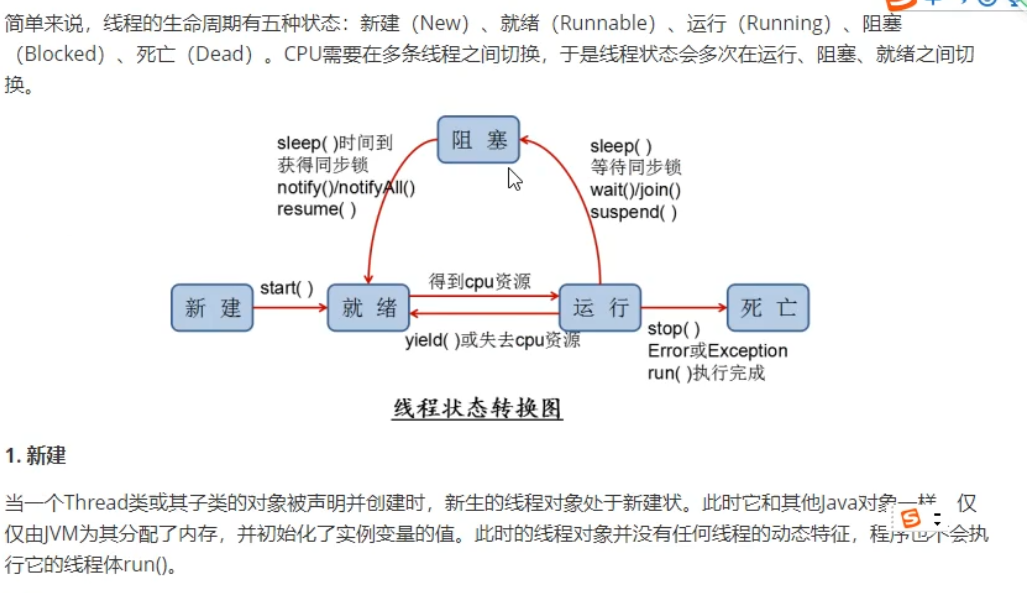 简单来说，线程的生命周期有五种状态：新建（New）、就绪（Runnable）、运行（Running）、阻塞
（Blocked）、死亡（Dead）。CPU需要在多条线程之间切换，于是线程状态会多次在运行、阻塞、就绪之间切
换。
阻 塞
sleep( )时间到
获得同步锁
notify()/notifyAll()
resume( )
sleep( )
等待同步锁
wait()/join()
suspend( )
新 建
start( )
就 绪
得到cpu资源
yield( )或失去cpu资源
运 行
stop( )
Error或Exception
run( )执行完成
死 亡
线程状态转换图
1. 新建
当一个Thread类或其子类的对象被声明并创建时，新生的线程对象处于新建状。此时它和其他Java对象一样，仅
仅由JVM为其分配了内存，并初始化了实例变量的值。此时的线程对象并没有任何线程的动态特征，程序也不会执
行它的线程体run()。